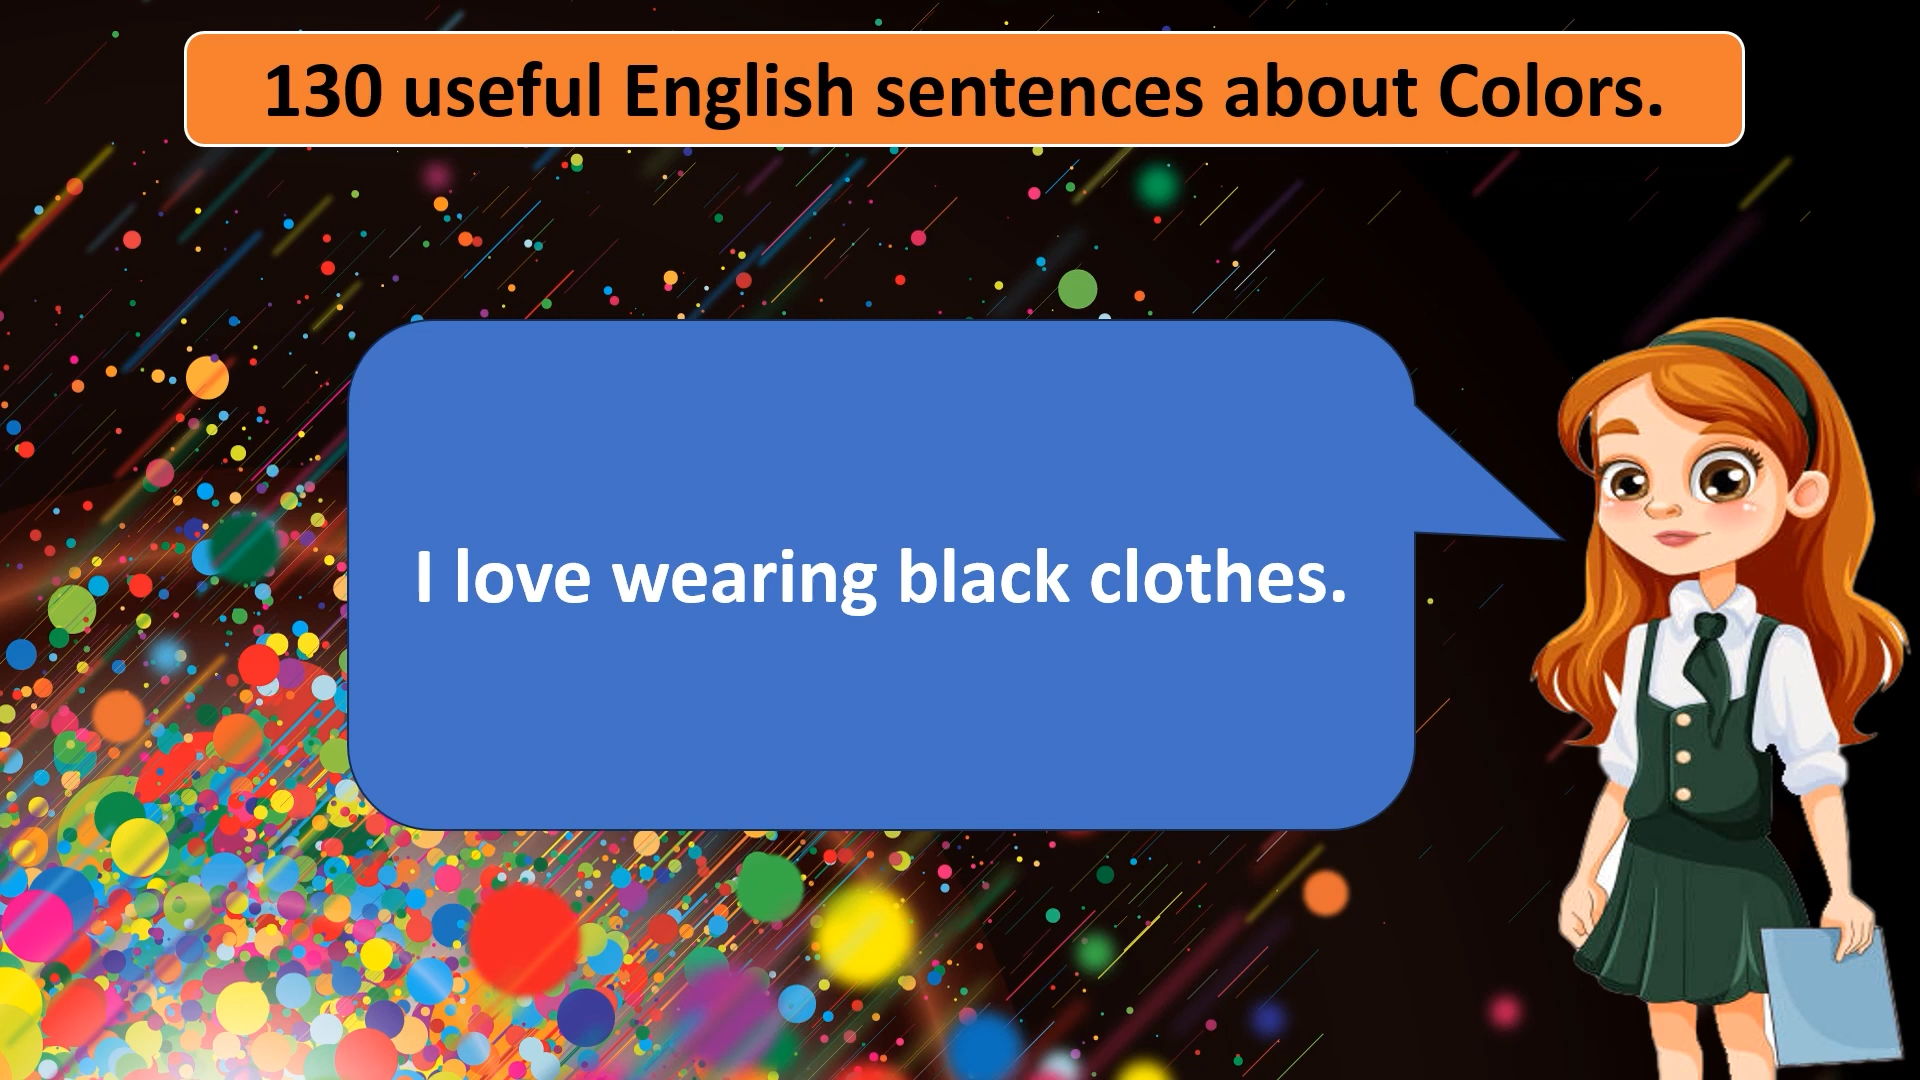 130 useful English sentences about Colors.
I love wearing black clothes.